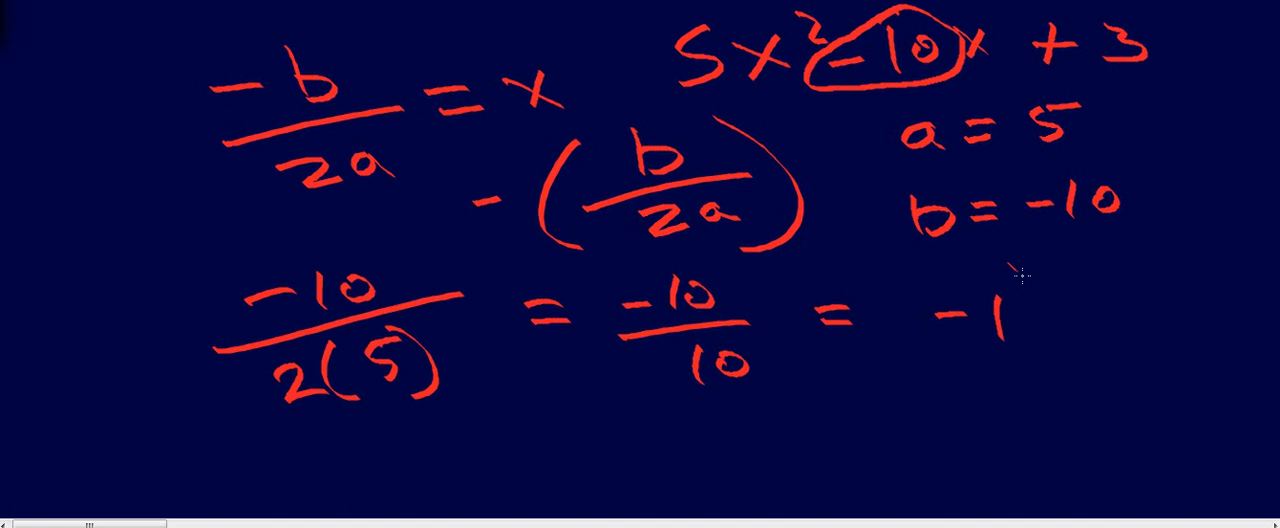 -b/2a = x
5x² -10x + 3
-(b/2a)
a = 5
b = -10
-10/2(5) = -10/10 = -1